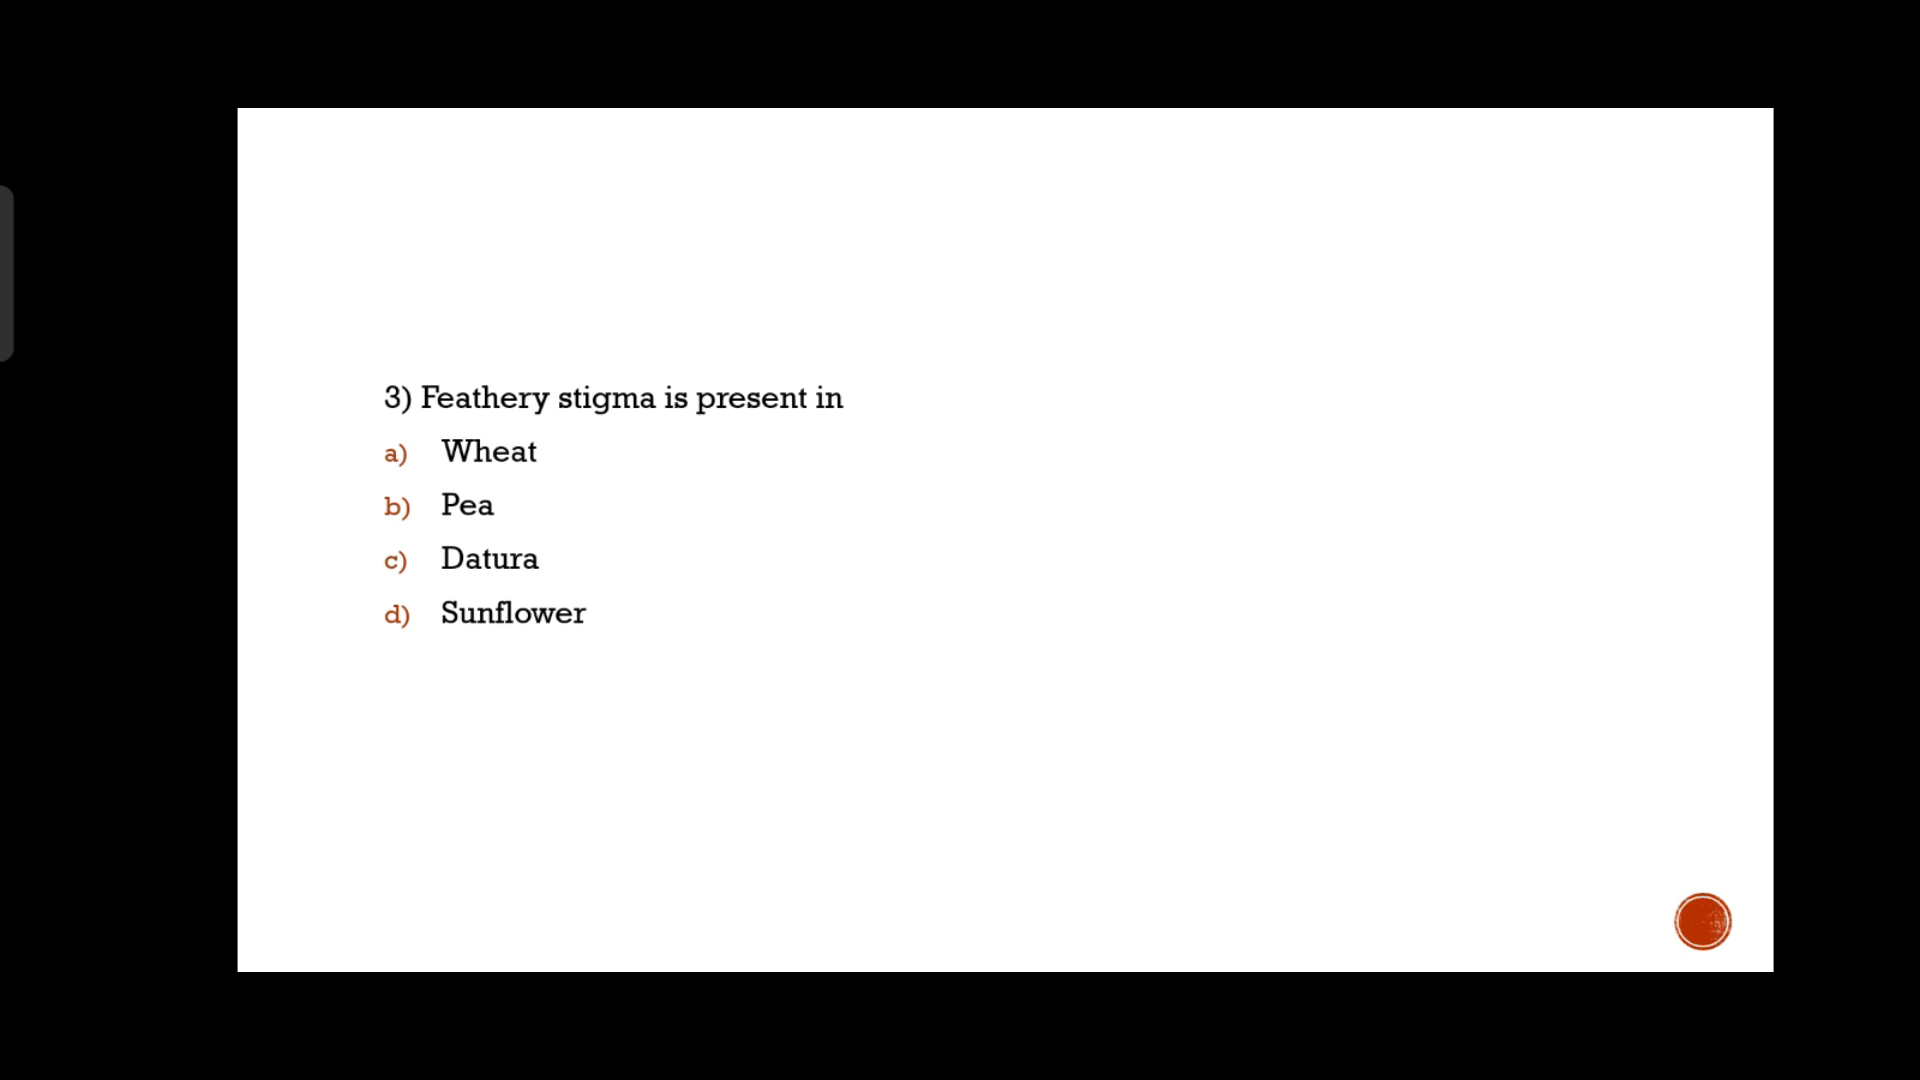 3) Feathery stigma is present in
a) Wheat
b) Pea
c) Datura
d) Sunflower